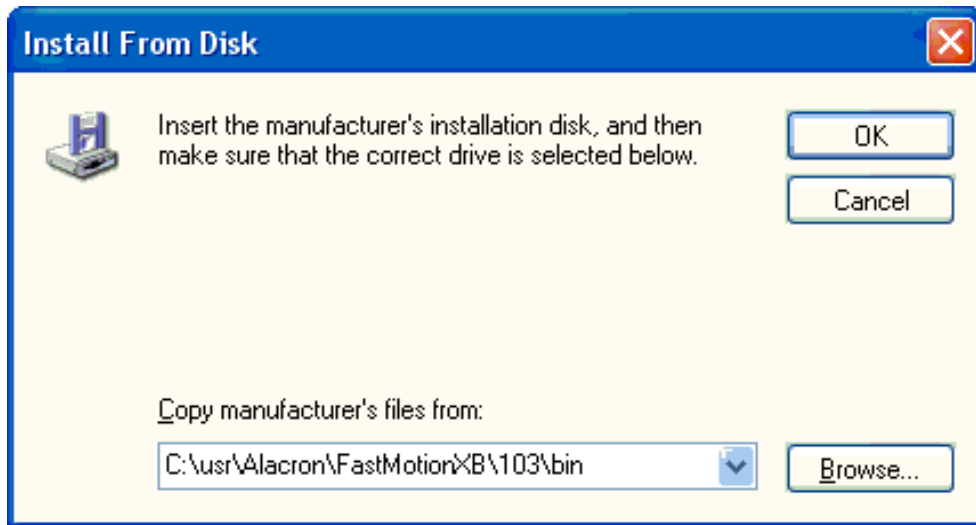 Install From Disk
Insert the manufacturer's installation disk, and then
make sure that the correct drive is selected below.
OK
Cancel
Copy manufacturer's files from:
C:\usr\Alacron\FastMotionXB\103\bin
Browse...